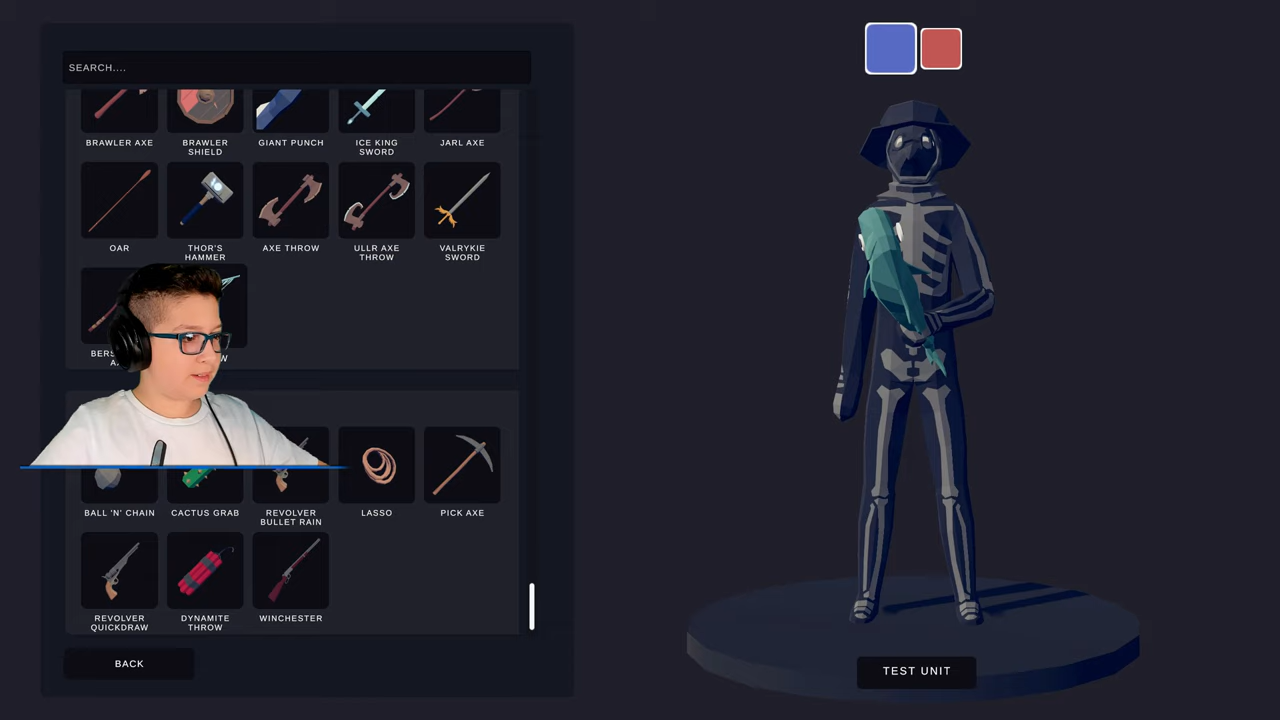 SEARCH....
BRAWLER AXE
BRAWLER
SHIELD
GIANT PUNCH
ICE KING
SWORD
JARL AXE
OAR
THOR'S
HAMMER
AXE THROW
ULLR AXE
THROW
VALRYKIE
SWORD
BALL 'N' CHAIN
CACTUS GRAB
REVOLVER
BULLET RAIN
LASSO
PICK AXE
REVOLVER
QUICKDRAW
DYNAMITE
THROW
WINCHESTER
BACK
TEST UNIT